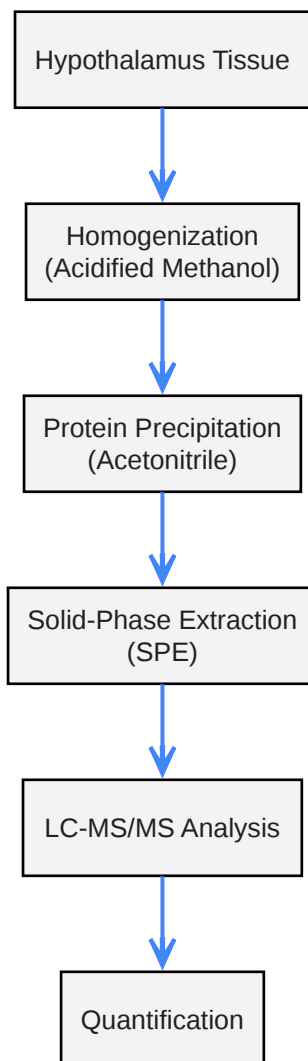 Hypothalamus Tissue
Homogenization
(Acidified Methanol)
Protein Precipitation
(Acetonitrile)
Solid-Phase Extraction
(SPE)
LC-MS/MS Analysis
Quantification